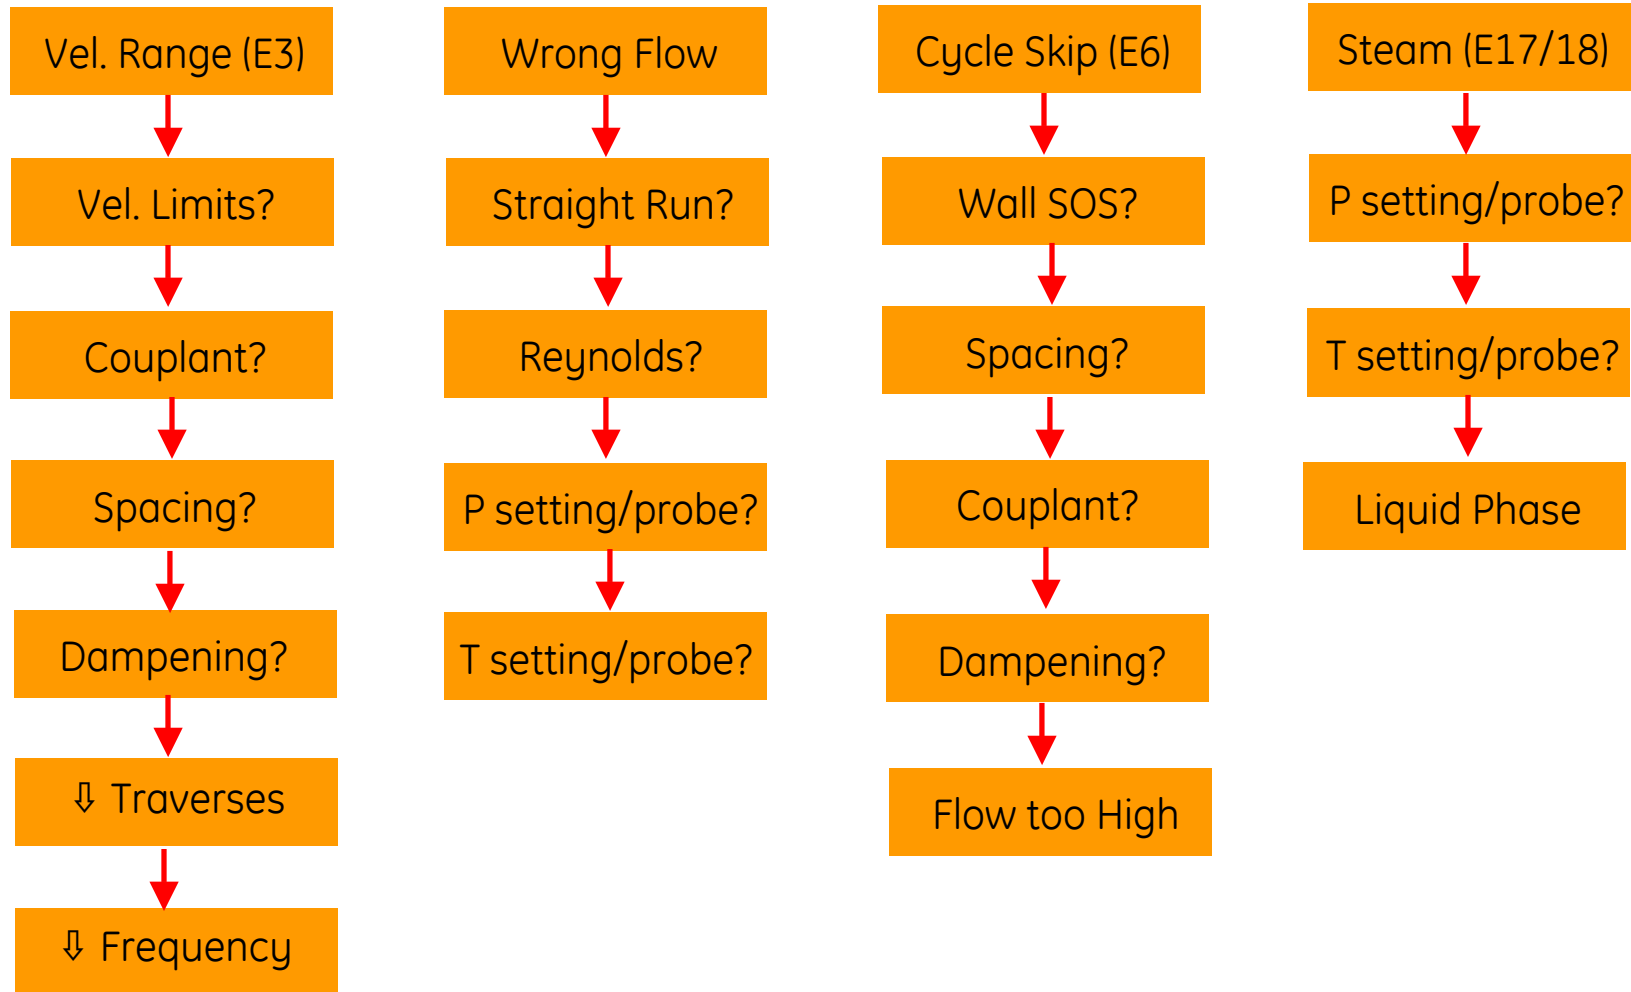 Vel. Range (E3)
Vel. Limits?
Couplant?
Spacing?
Dampening?
⇩ Traverses
⇩ Frequency
Wrong Flow
Straight Run?
Reynolds?
P setting/probe?
T setting/probe?
Cycle Skip (E6)
Wall SOS?
Spacing?
Couplant?
Dampening?
Flow too High
Steam (E17/18)
P setting/probe?
T setting/probe?
Liquid Phase